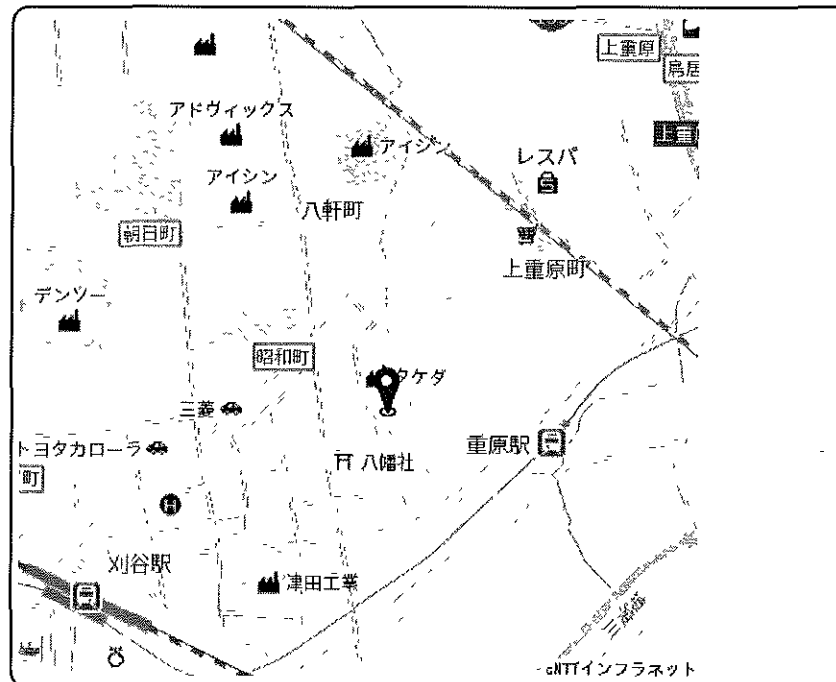 上重原
鳥居
アドヴィックス
アイシン
レスパ
アイシン
八軒町
朝日町
上重原町
デンソー
昭和町
タケダ
三菱
トヨタカローラ
重原駅
八幡社
町
H
刈谷駅
津田工業
NTTインフラネット